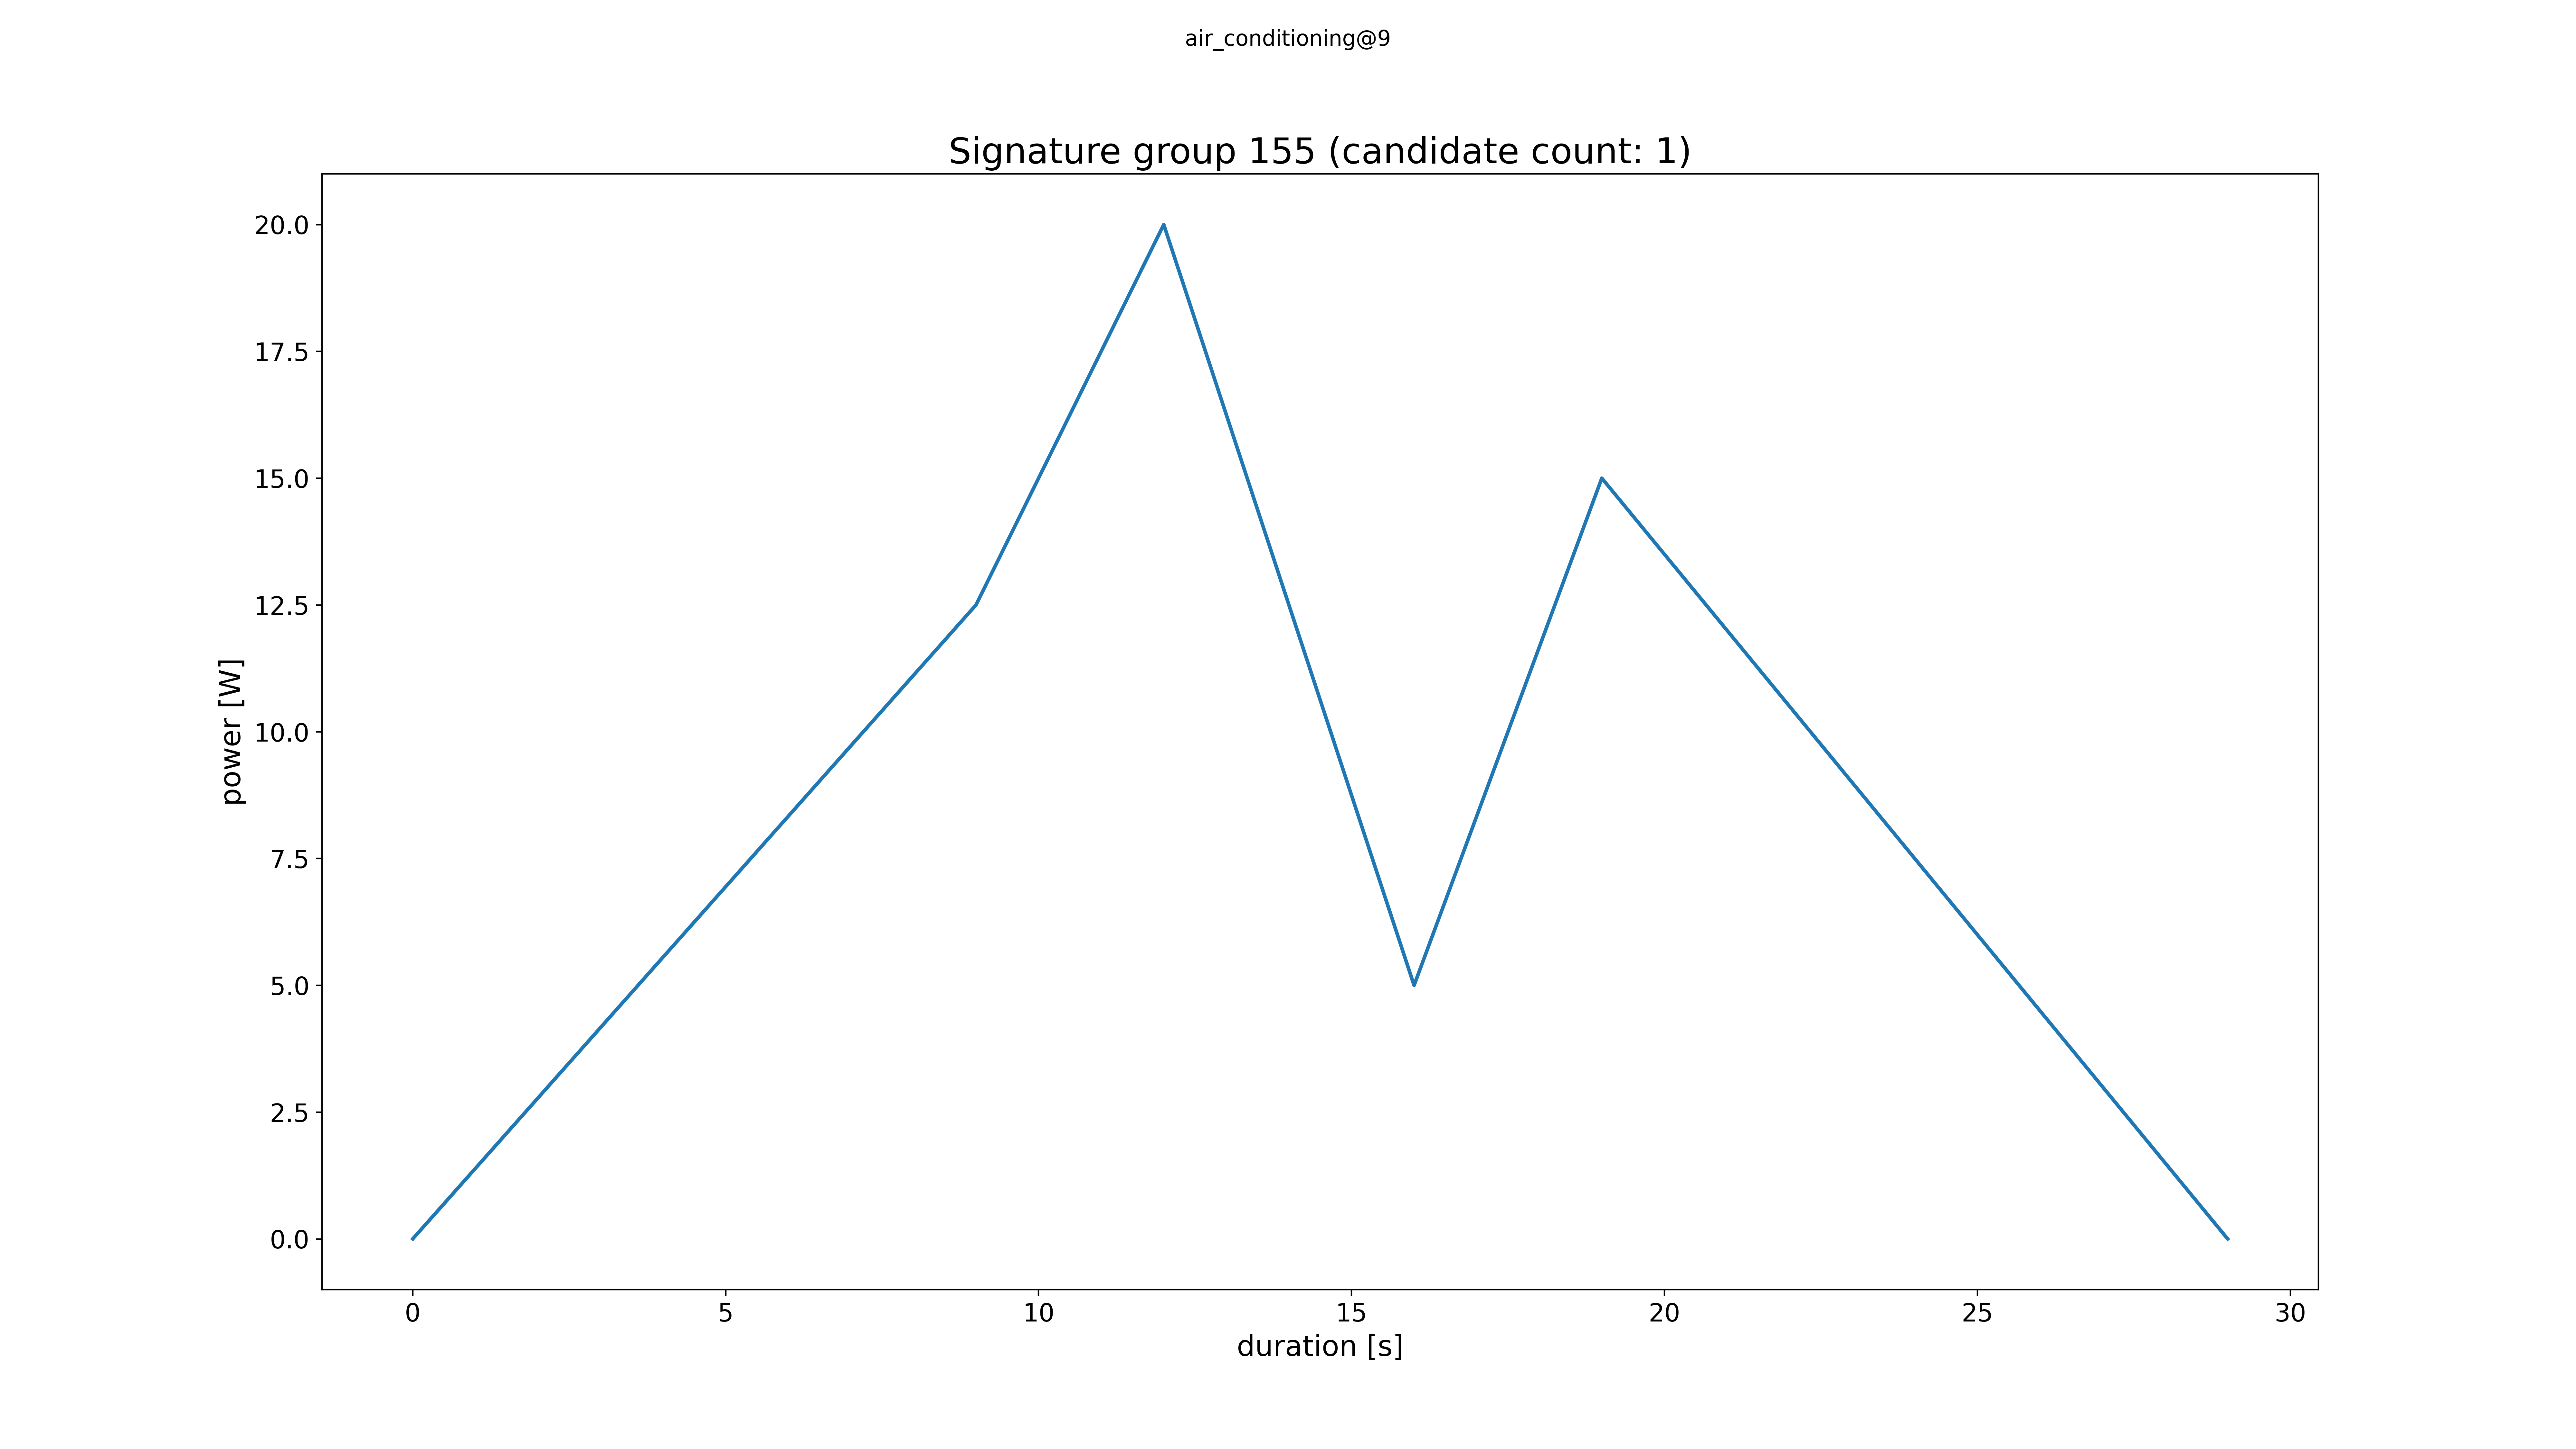 air_conditioning@9
Signature group 155 (candidate count: 1)
20.0
17.5
15.0
12.5
10.0
7.5
5.0
2.5
0.0
power [W]
0 5 10 15 20 25 30
duration [s]